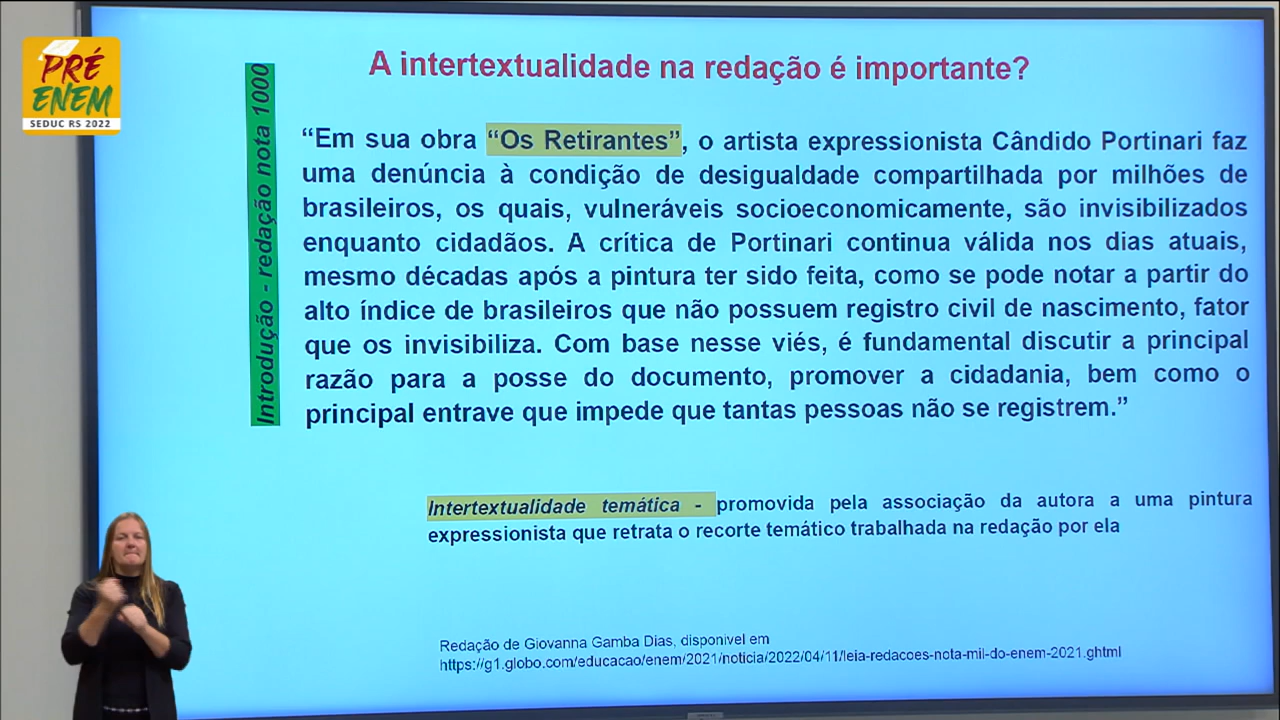 PRÉ
ENEM
SEDUC RS 2022
A intertextualidade na redação é importante?
Introdução - redação nota 1000
“Em sua obra “Os Retirantes”, o artista expressionista Cândido Portinari faz
uma denúncia à condição de desigualdade compartilhada por milhões de
brasileiros, os quais, vulneráveis socioeconomicamente, são invisibilizados
enquanto cidadãos. A crítica de Portinari continua válida nos dias atuais,
mesmo décadas após a pintura ter sido feita, como se pode notar a partir do
alto índice de brasileiros que não possuem registro civil de nascimento, fator
que os invisibiliza. Com base nesse viés, é fundamental discutir a principal
razão para a posse do documento, promover a cidadania, bem como o
principal entrave que impede que tantas pessoas não se registrem.”
Intertextualidade temática - promovida pela associação da autora a uma pintura
expressionista que retrata o recorte temático trabalhada na redação por ela
Redação de Giovanna Gamba Dias, disponivel em
https://g1.globo.com/educacao/enem/2021/noticia/2022/04/11/leia-redacoes-nota-mil-do-enem-2021.ghtml